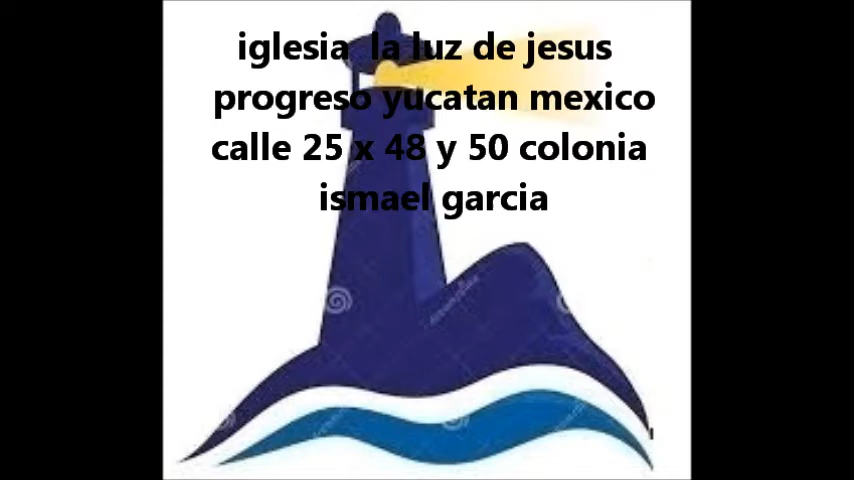 iglesia la luz de jesus
progreso yucatan mexico
calle 25 x 48 y 50 colonia
ismael garcia